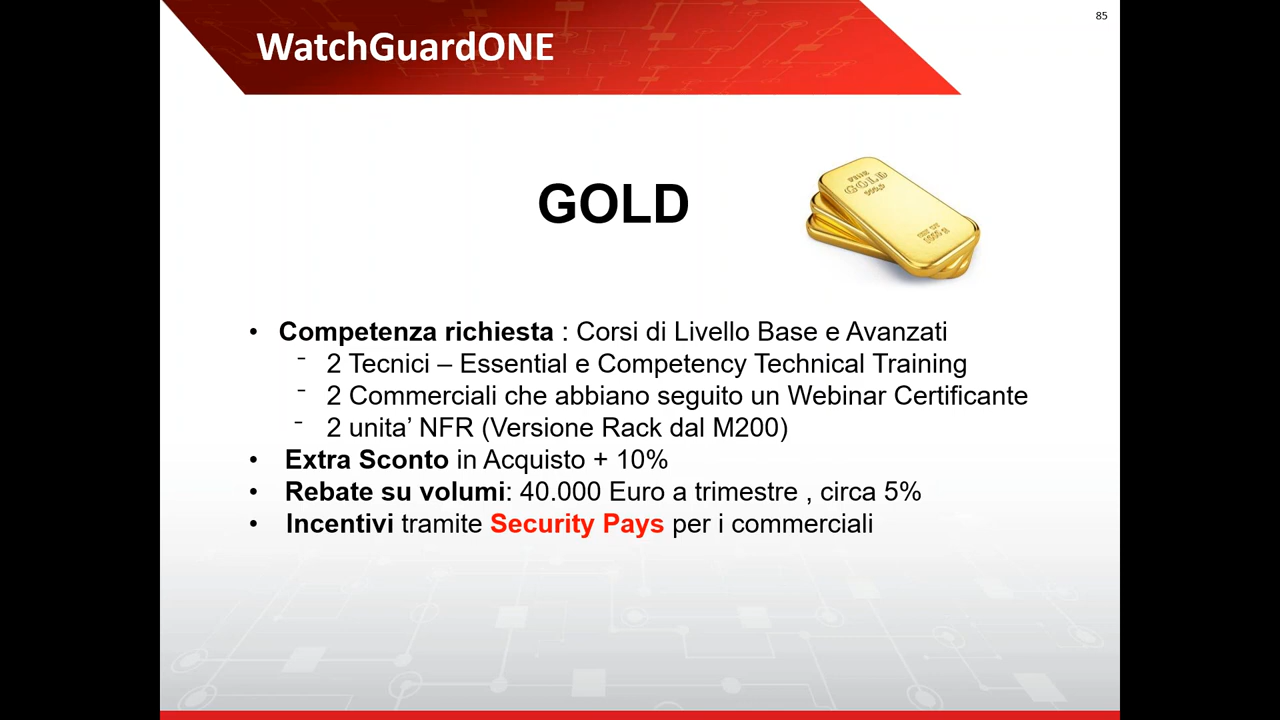 85
WatchGuardONE
GOLD
GOLD
• Competenza richiesta : Corsi di Livello Base e Avanzati
- 2 Tecnici – Essential e Competency Technical Training
- 2 Commerciali che abbiano seguito un Webinar Certificante
- 2 unita’ NFR (Versione Rack dal M200)
• Extra Sconto in Acquisto + 10%
• Rebate su volumi: 40.000 Euro a trimestre , circa 5%
• Incentivi tramite Security Pays per i commerciali